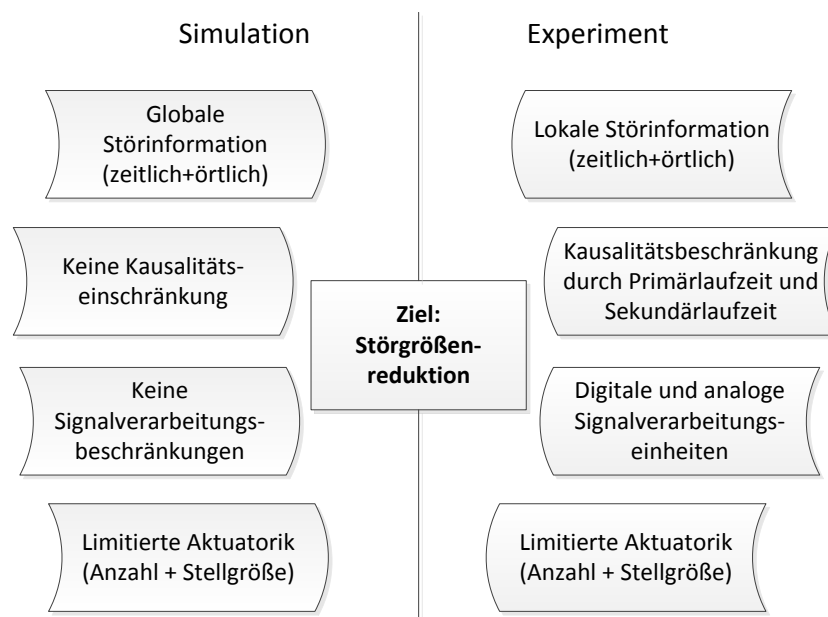 Simulation
Globale
Störinformation
(zeitlich+örtlich)
Keine Kausalitäts-
einschränkung
Keine
Signalverarbeitungs-
beschränkungen
Limitierte Aktuatorik
(Anzahl + Stellgröße)
Ziel:
Störgrößen-
reduktion
Experiment
Lokale Störinformation
(zeitlich+örtlich)
Kausalitätsbeschränkung
durch Primärlaufzeit und
Sekundärlaufzeit
Digitale und analoge
Signalverarbeitungs-
einheiten
Limitierte Aktuatorik
(Anzahl + Stellgröße)